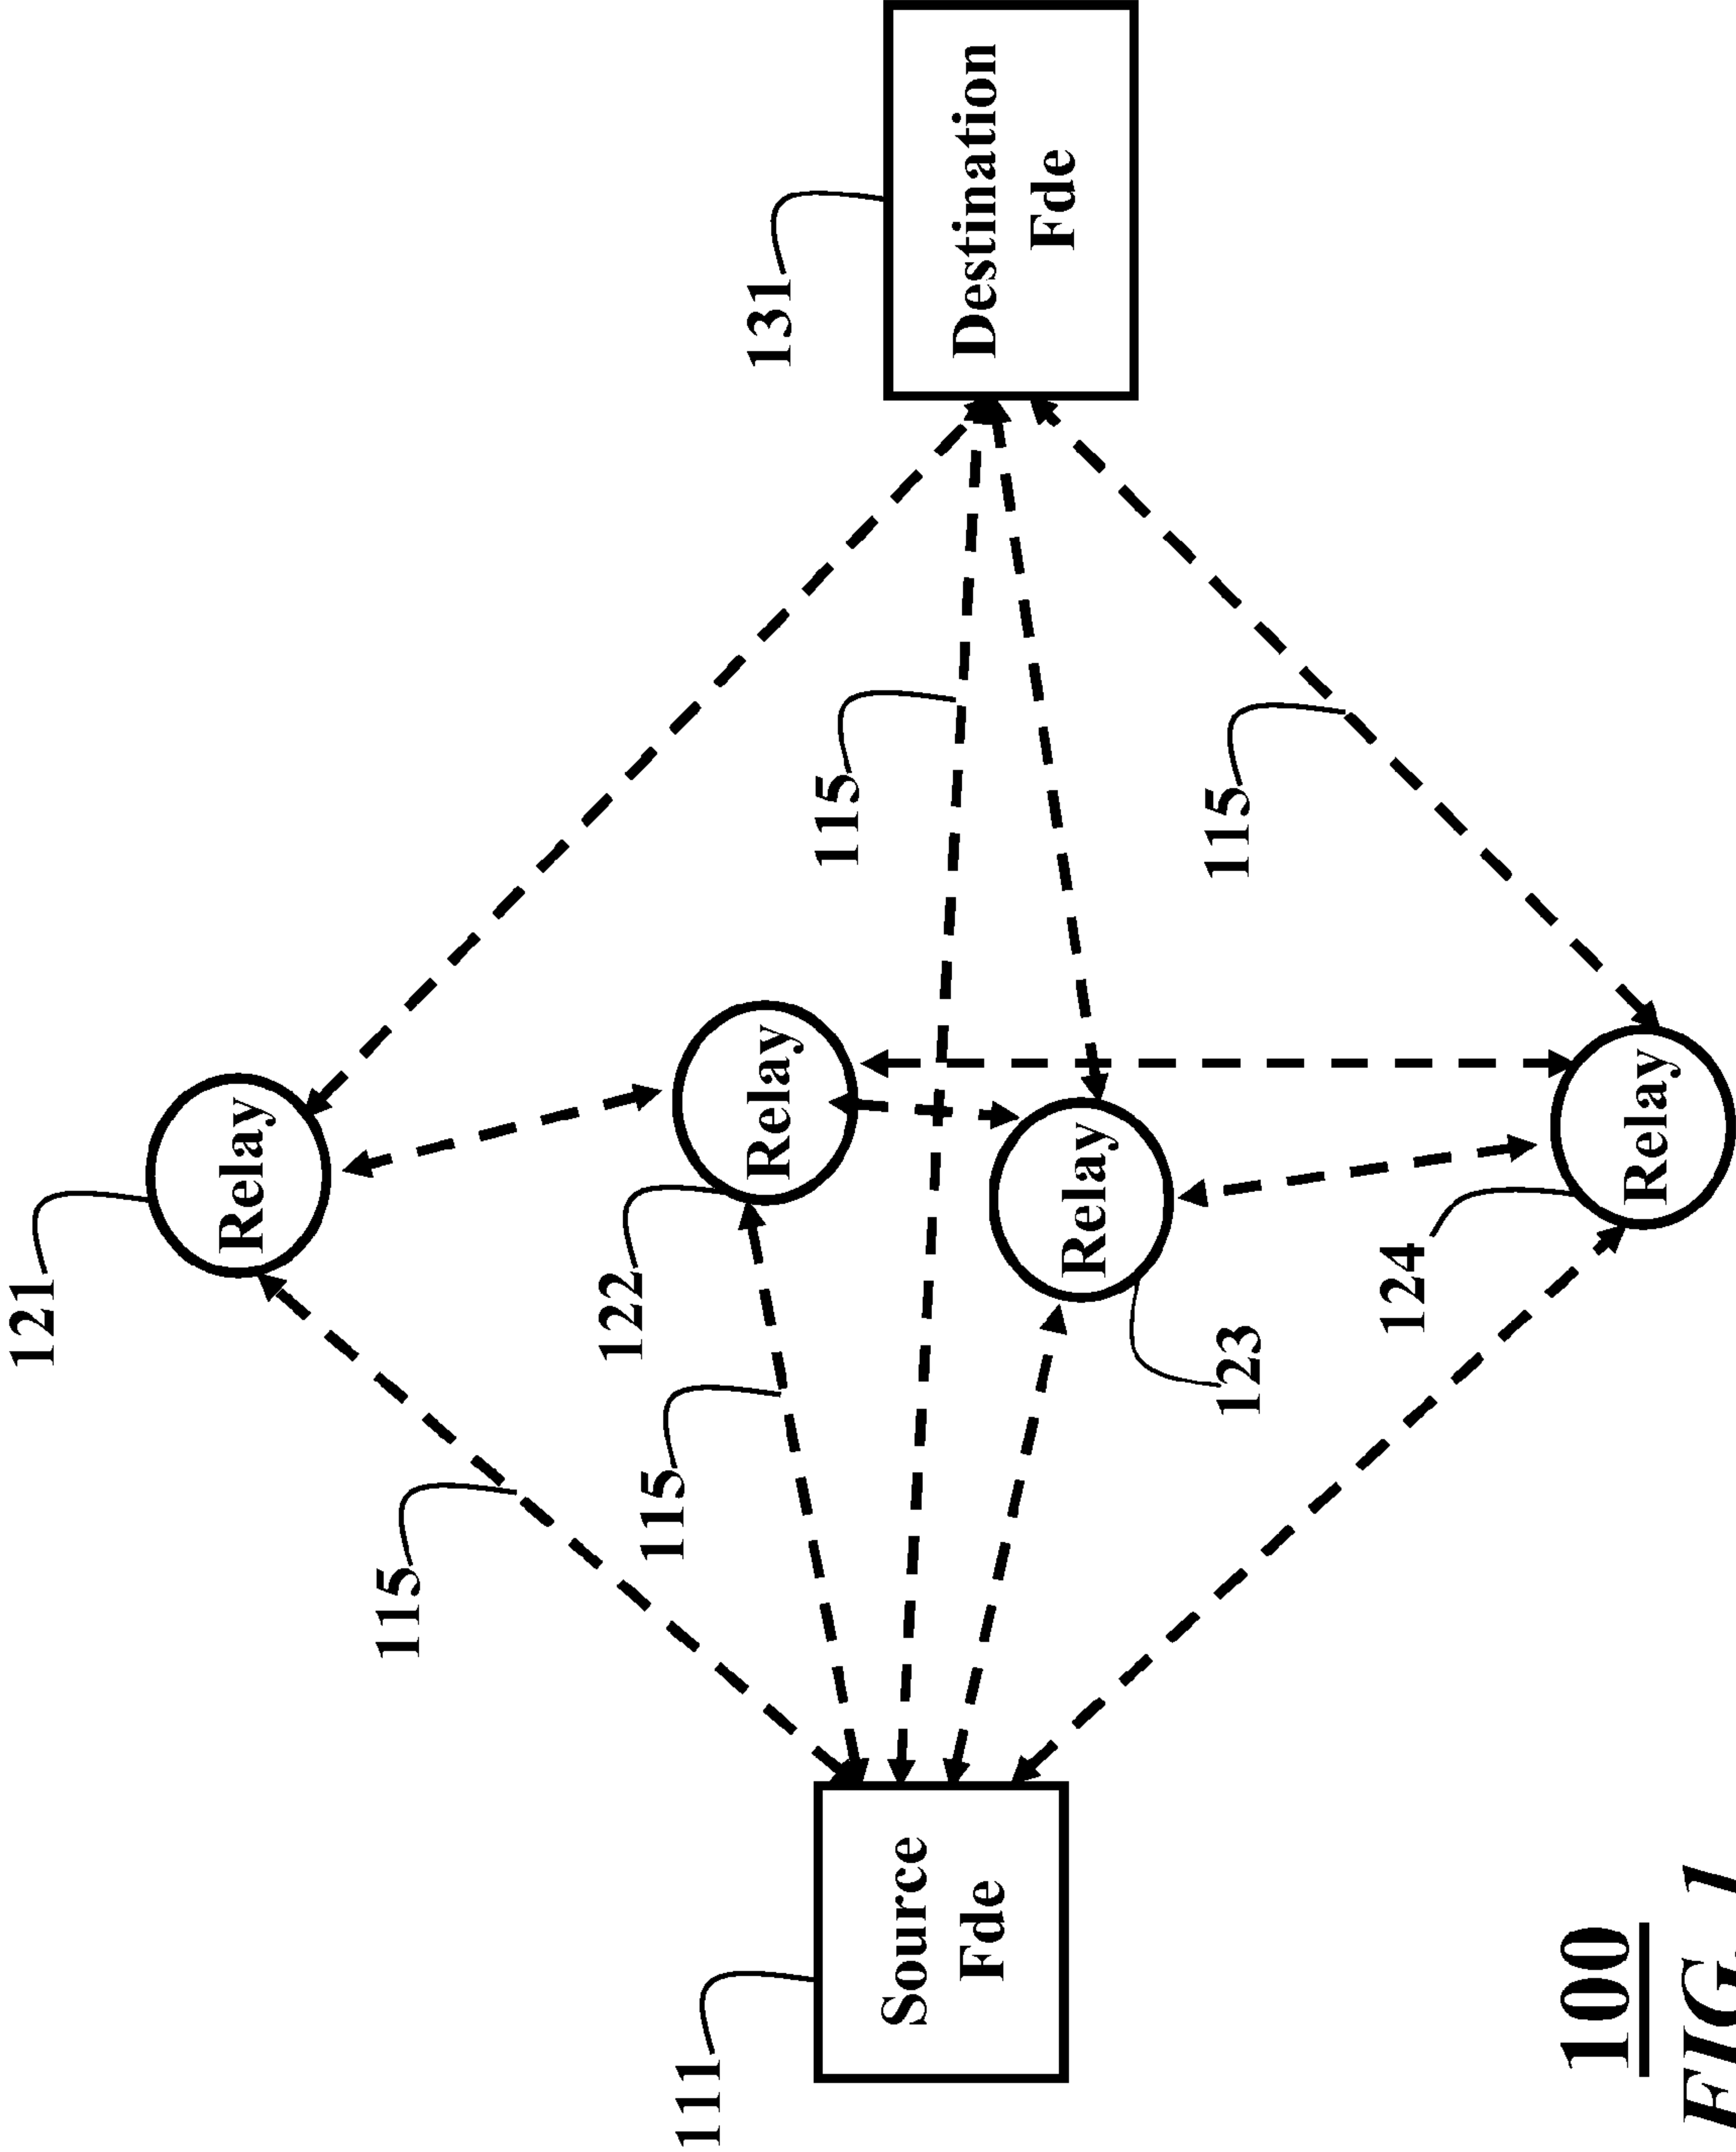 121
Relay
115
122
115
111
131
Relay
115
Source
Fde
Destination
Fde
Relay
115
123
124
Relay
100
FIG. 1